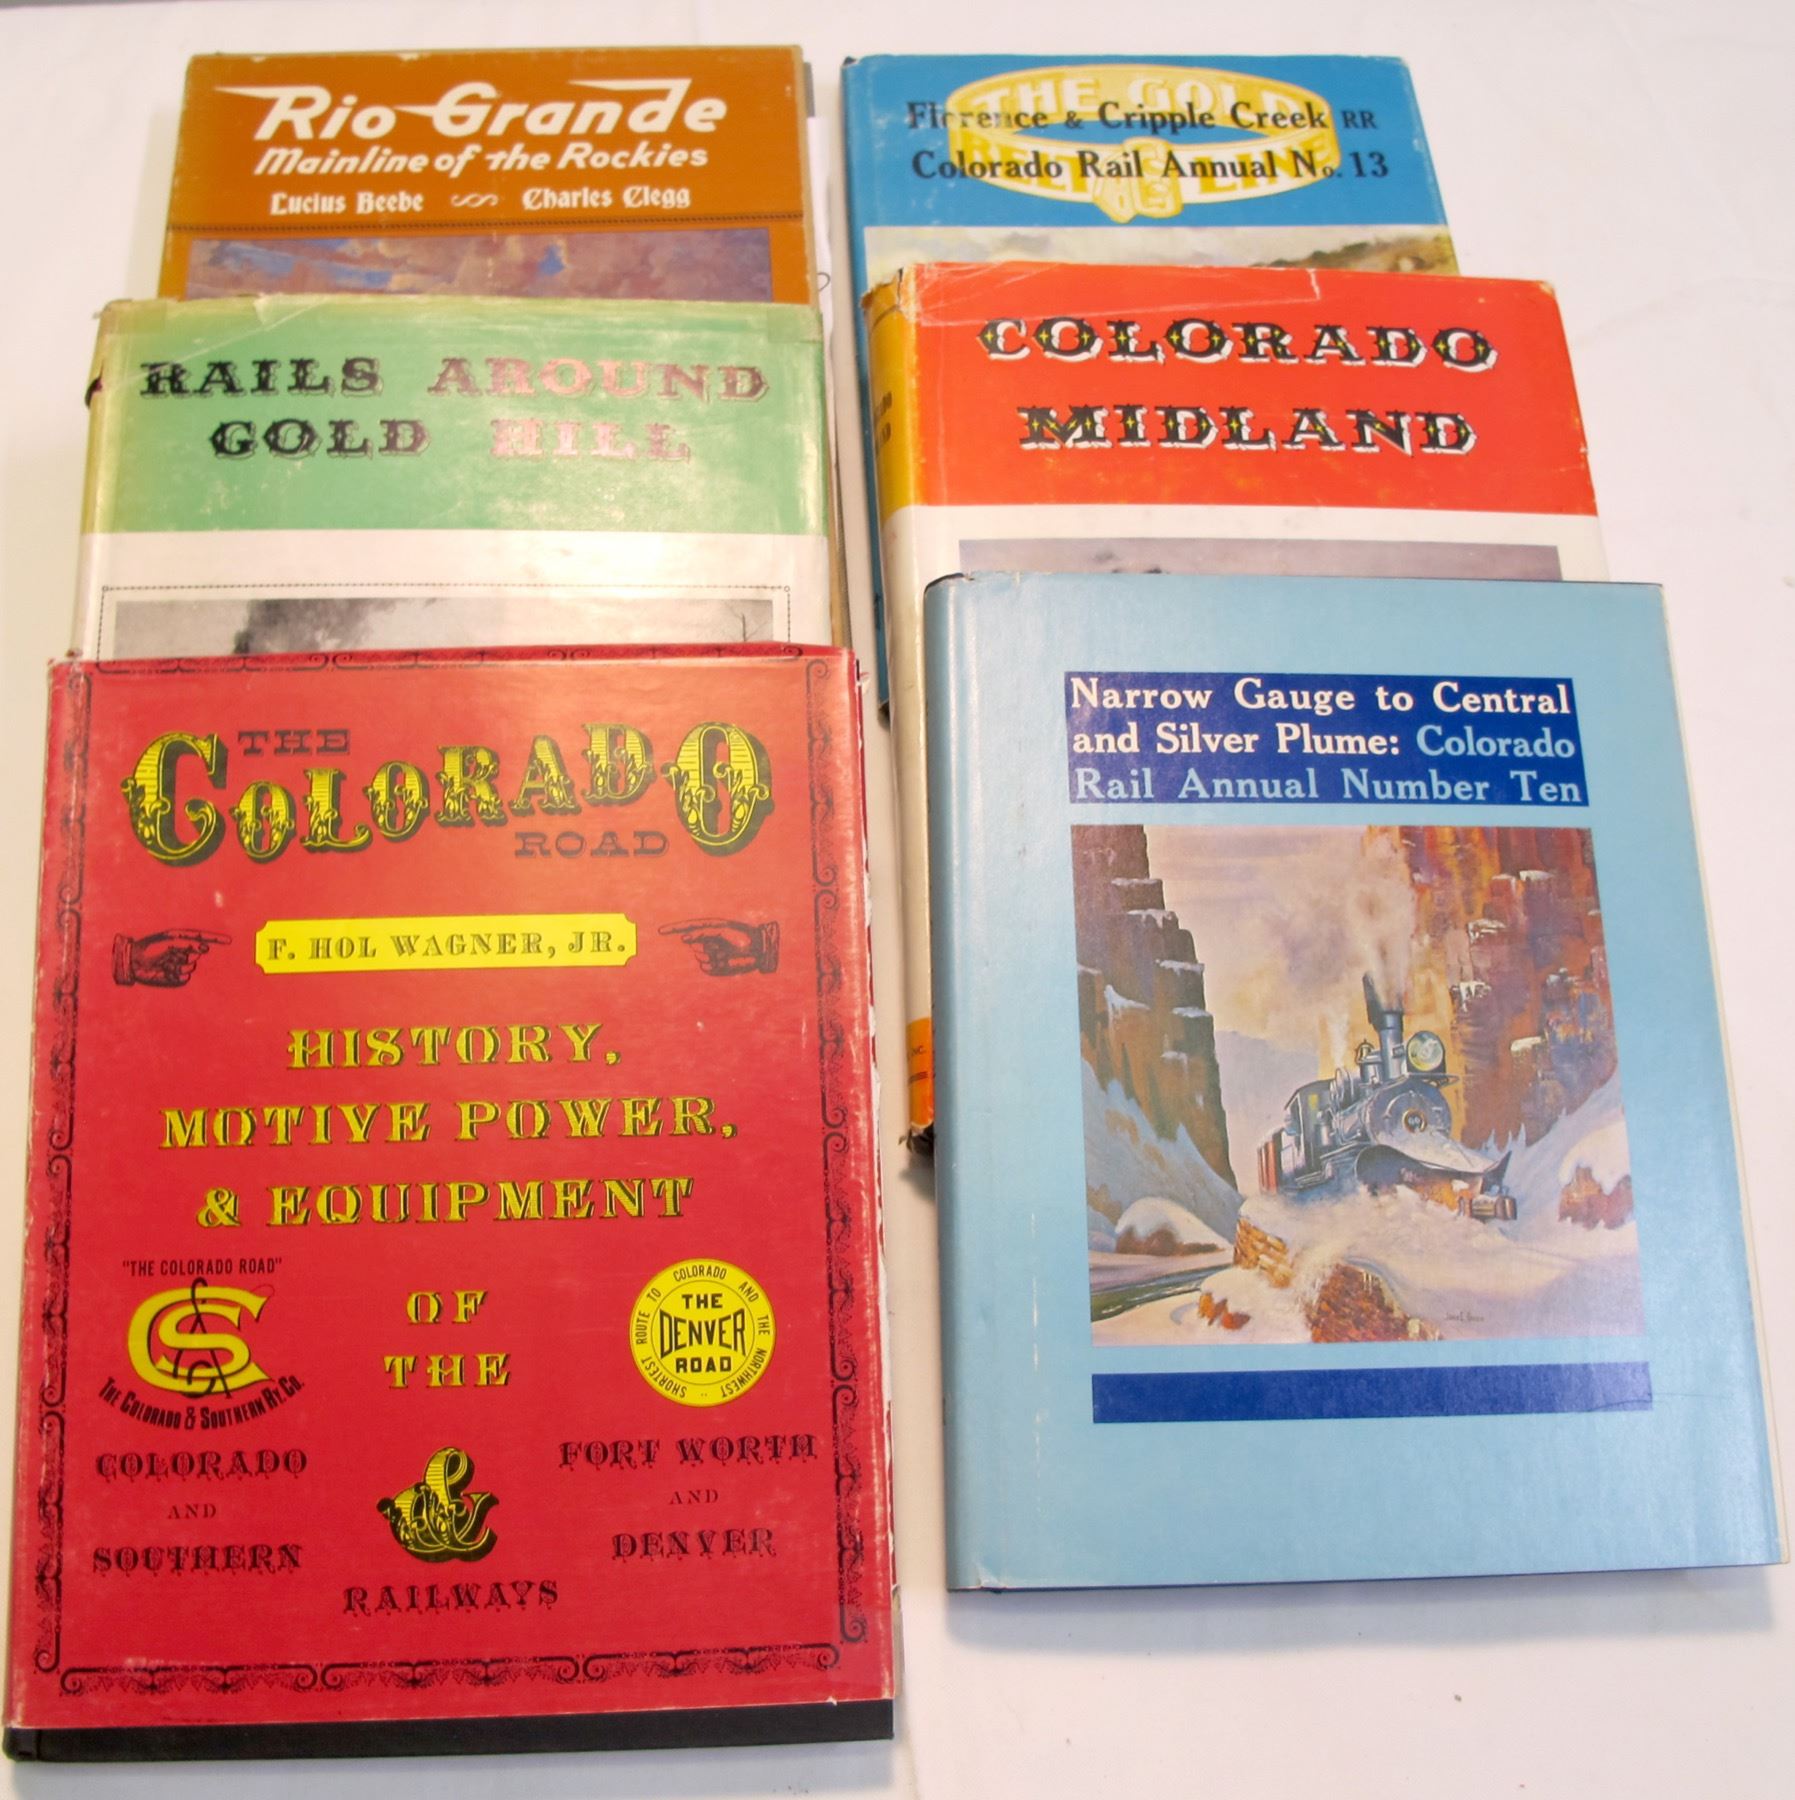 Rio Grande
Mainline of the Rockies
Lucius Beebe Charles Clegg
THE GOLD
BELT LINE
Florence & Cripple Creek RR
Colorado Rail Annual No. 13
RAILS AROUND
GOLD HILL
COLORADO
MIDLAND
THE
COLORADO
ROAD
F. HOL WAGNER, JR.
HISTORY,
MOTIVE POWER,
& EQUIPMENT
OF
THE
"THE COLORADO ROAD"
C&S
THE COLORADO & SOUTHERN RY. CO.
SHORTEST ROUTE TO COLORADO AND THE NORTHWEST
THE
DENVER
ROAD
COLORADO
AND
SOUTHERN
&
FORT WORTH
AND
DENVER
RAILWAYS
Narrow Gauge to Central
and Silver Plume: Colorado
Rail Annual Number Ten
INC.